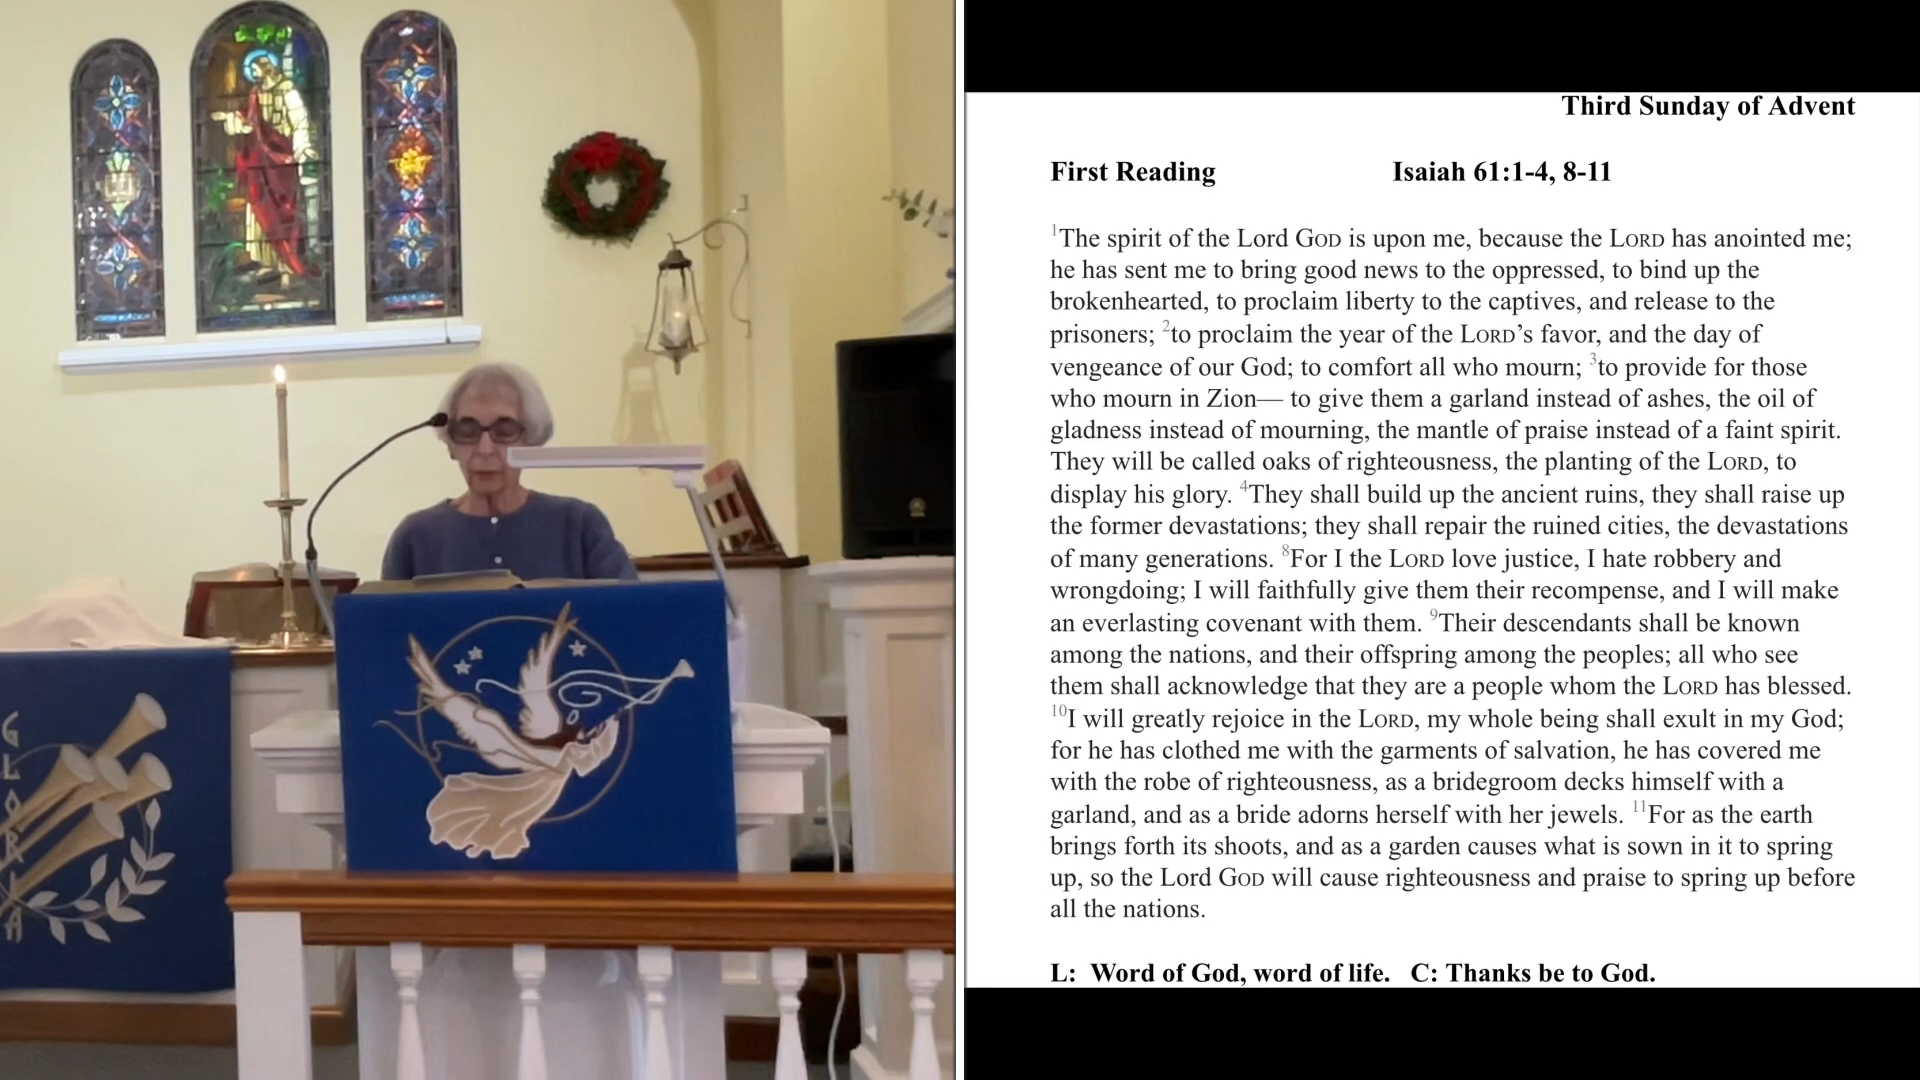 GLORIA
Third Sunday of Advent
First Reading Isaiah 61:1-4, 8-11
1The spirit of the Lord GOD is upon me, because the LORD has anointed me;
he has sent me to bring good news to the oppressed, to bind up the
brokenhearted, to proclaim liberty to the captives, and release to the
prisoners; 2to proclaim the year of the LORD’s favor, and the day of
vengeance of our God; to comfort all who mourn; 3to provide for those
who mourn in Zion— to give them a garland instead of ashes, the oil of
gladness instead of mourning, the mantle of praise instead of a faint spirit.
They will be called oaks of righteousness, the planting of the LORD, to
display his glory. 4They shall build up the ancient ruins, they shall raise up
the former devastations; they shall repair the ruined cities, the devastations
of many generations. 8For I the LORD love justice, I hate robbery and
wrongdoing; I will faithfully give them their recompense, and I will make
an everlasting covenant with them. 9Their descendants shall be known
among the nations, and their offspring among the peoples; all who see
them shall acknowledge that they are a people whom the LORD has blessed.
10I will greatly rejoice in the LORD, my whole being shall exult in my God;
for he has clothed me with the garments of salvation, he has covered me
with the robe of righteousness, as a bridegroom decks himself with a
garland, and as a bride adorns herself with her jewels. 11For as the earth
brings forth its shoots, and as a garden causes what is sown in it to spring
up, so the Lord GOD will cause righteousness and praise to spring up before
all the nations.
L: Word of God, word of life. C: Thanks be to God.